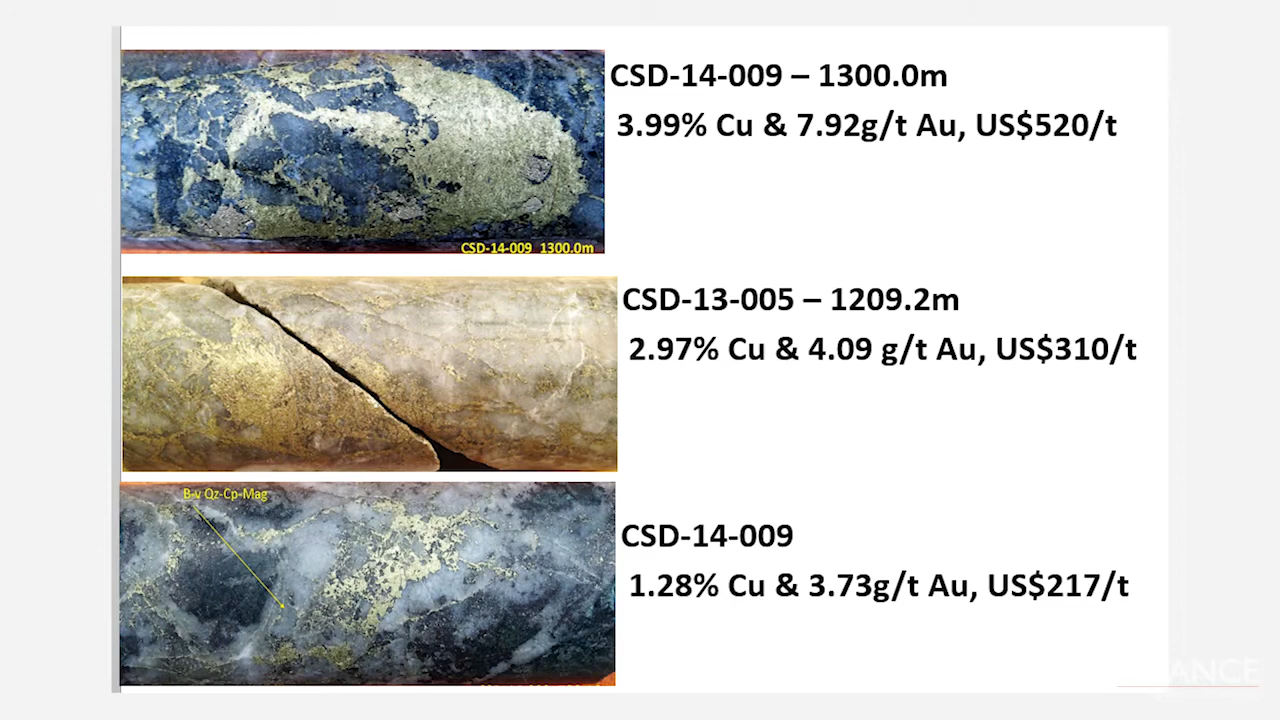 CSD-14-009 – 1300.0m
3.99% Cu & 7.92g/t Au, US$520/t
CSD-14-009 1300.0m
CSD-13-005 – 1209.2m
2.97% Cu & 4.09 g/t Au, US$310/t
B-v Qz-Cp-Mag
CSD-14-009
1.28% Cu & 3.73g/t Au, US$217/t
ANCE